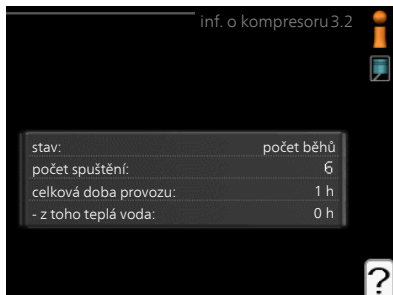 inf. o kompresoru 3.2
stav: počet běhů
počet spuštění: 6
celková doba provozu: 1 h
- z toho teplá voda: 0 h
?